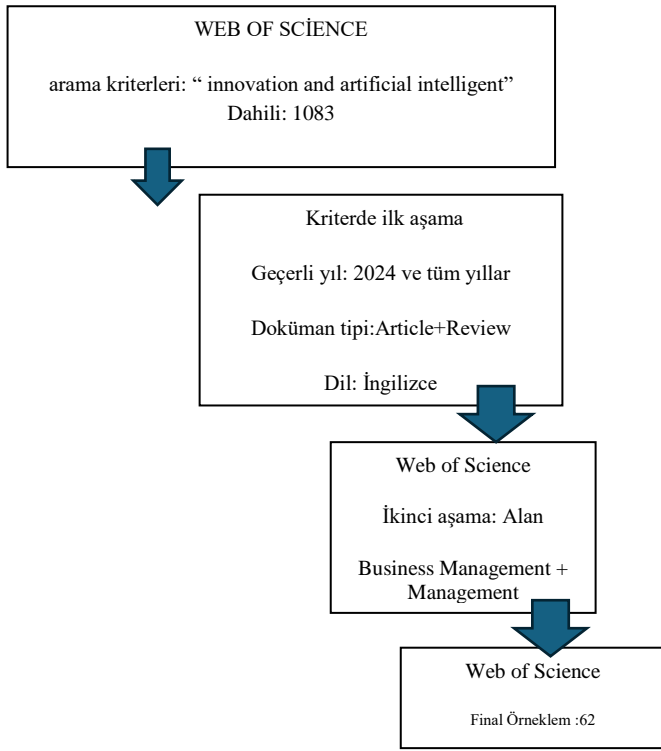 WEB OF SCİENCE
arama kriterleri: “ innovation and artificial intelligent”
Dahili: 1083
Kriterde ilk aşama
Geçerli yıl: 2024 ve tüm yıllar
Doküman tipi:Article+Review
Dil: İngilizce
Web of Science
İkinci aşama: Alan
Business Management +
Management
Web of Science
Final Örneklem :62